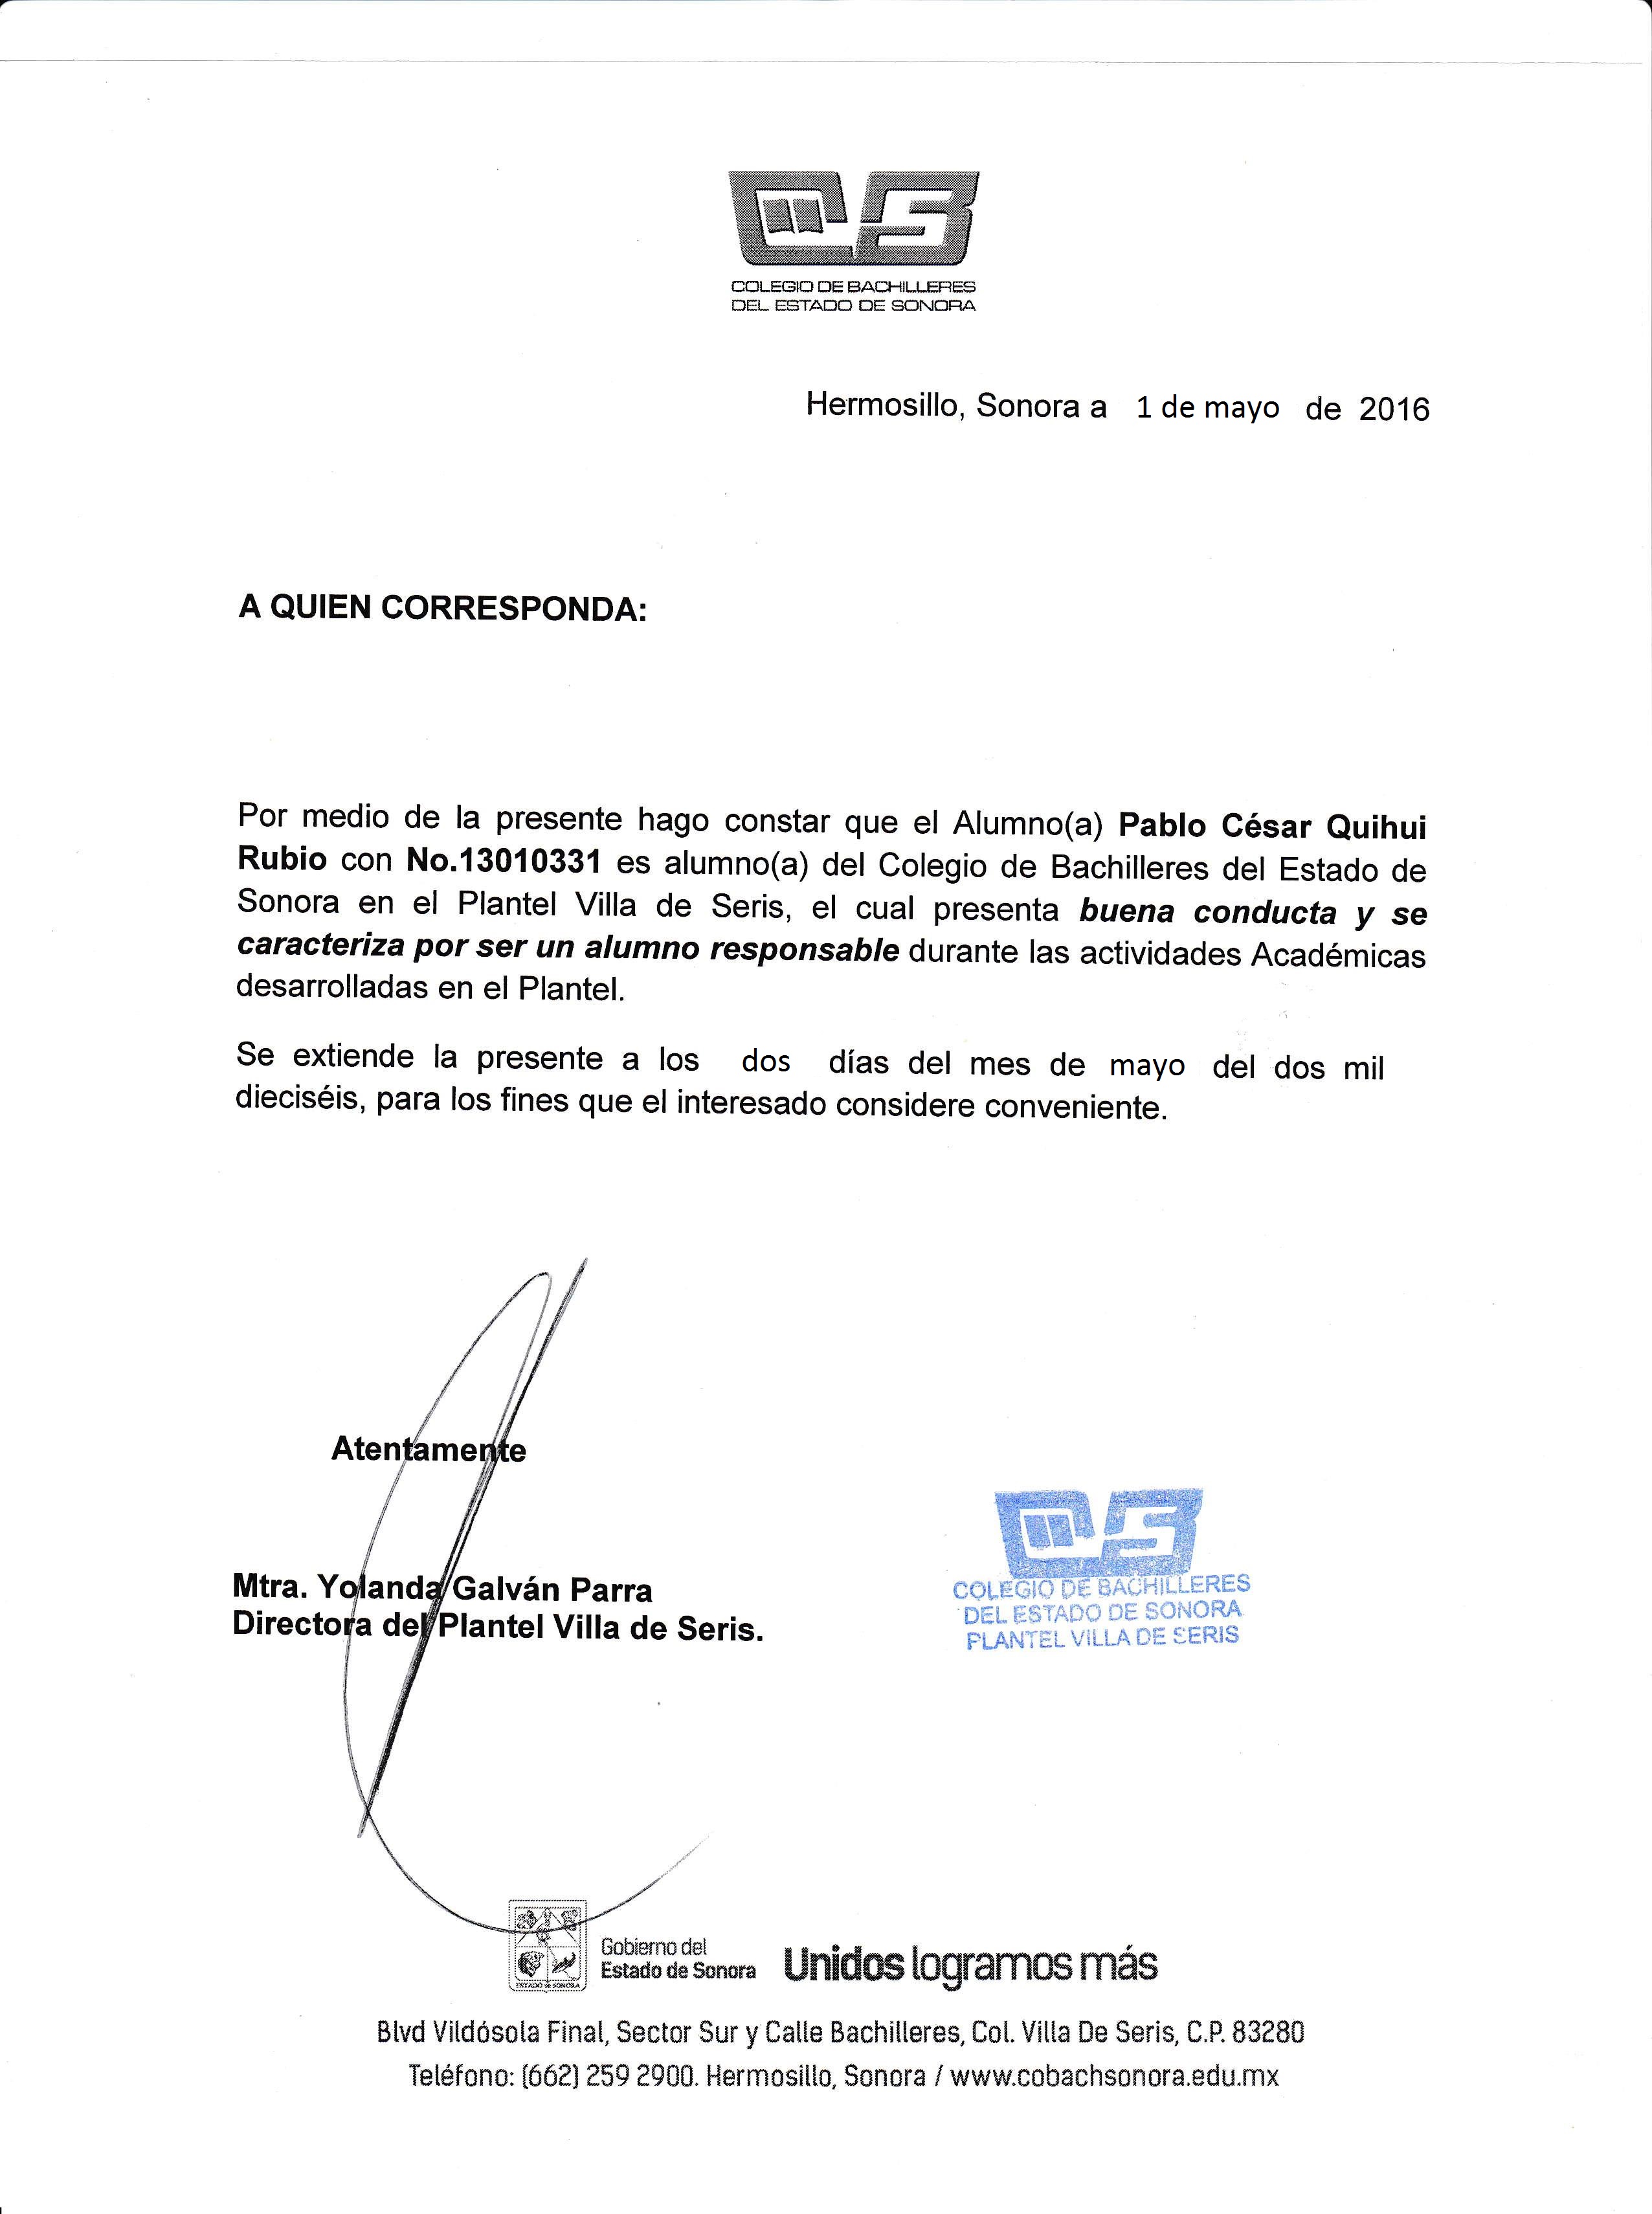 COLEGIO DE BACHILLERES
DEL ESTADO DE SONORA
Hermosillo, Sonora a 1 de mayo de 2016
A QUIEN CORRESPONDA:
Por medio de la presente hago constar que el Alumno(a) Pablo César Quihui
Rubio con No.13010331 es alumno(a) del Colegio de Bachilleres del Estado de
Sonora en el Plantel Villa de Seris, el cual presenta buena conducta y se
caracteriza por ser un alumno responsable durante las actividades Académicas
desarrolladas en el Plantel.
Se extiende la presente a los dos días del mes de mayo del dos mil
dieciséis, para los fines que el interesado considere conveniente.
Atentamente
Mtra. Yolanda Galván Parra
Directora del Plantel Villa de Seris.
COLEGIO DE BACHILLERES
DEL ESTADO DE SONORA
PLANTEL VILLA DE SERIS
ESTADO DE SONORA
Gobierno del
Estado de Sonora
Unidos logramos más
Blvd Vildósola Final, Sector Sur y Calle Bachilleres, Col. Villa De Seris, C.P. 83280
Teléfono: (662) 259 2900. Hermosillo, Sonora / www.cobachsonora.edu.mx